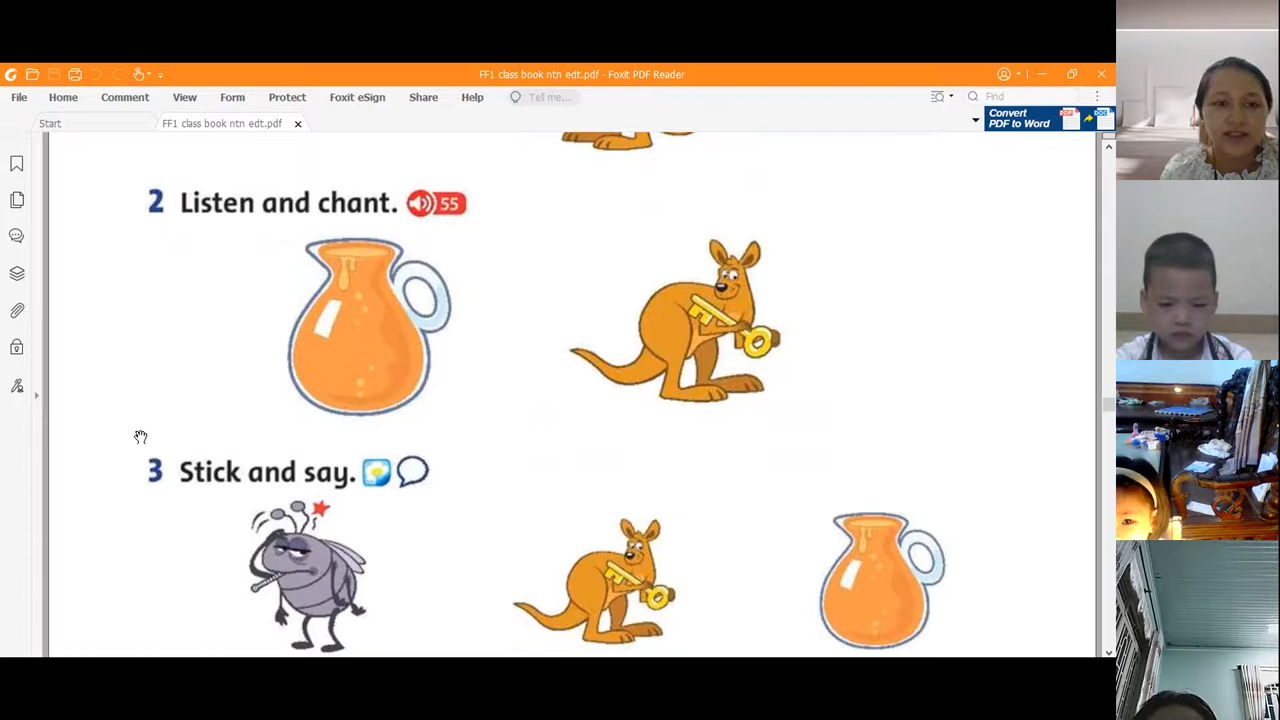 FF1 class book ntn edt.pdf - Foxit PDF Reader
File Home Comment View Form Protect Foxit eSign Share Help Tell me... Find
Start FF1 class book ntn edt.pdf
Convert
PDF to Word
2 Listen and chant. 55
3 Stick and say.